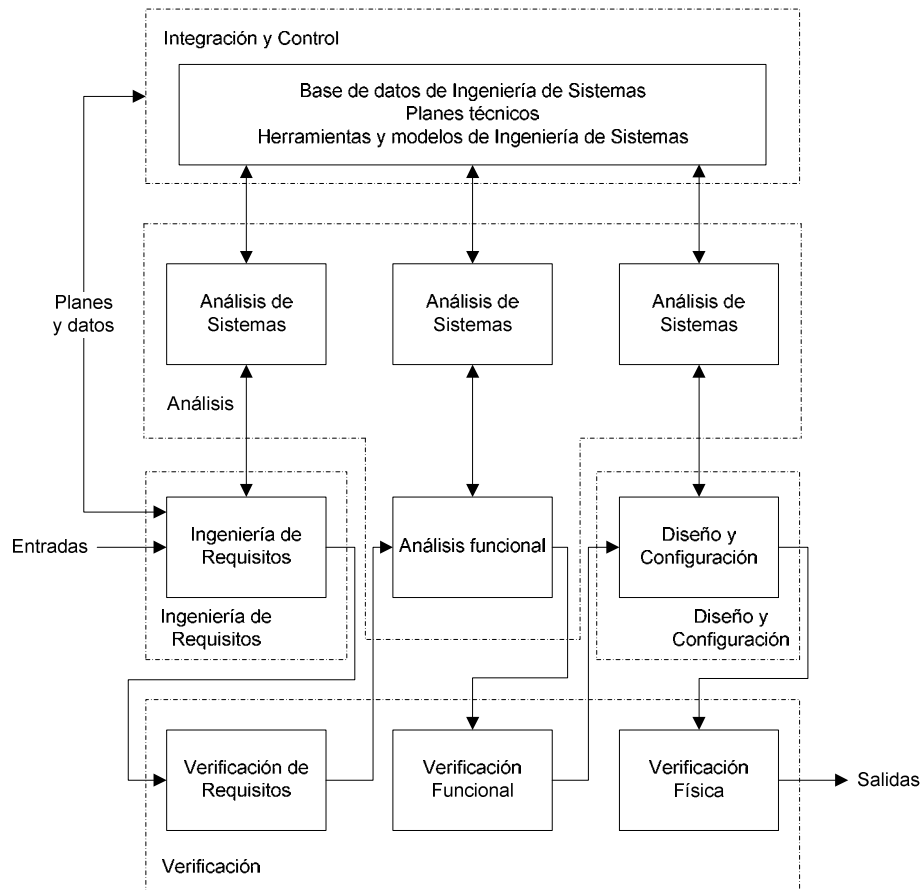 Integración y Control
Base de datos de Ingeniería de Sistemas
Planes técnicos
Herramientas y modelos de Ingeniería de Sistemas
Planes
y datos
Análisis de
Sistemas
Análisis de
Sistemas
Análisis de
Sistemas
Análisis
Entradas
Ingeniería de
Requisitos
Análisis funcional
Diseño y
Configuración
Ingeniería de
Requisitos
Diseño y
Configuración
Verificación de
Requisitos
Verificación
Funcional
Verificación
Física
Salidas
Verificación